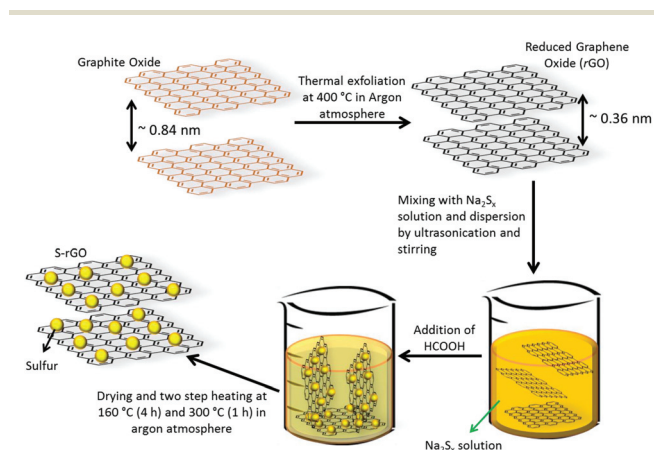 Graphite Oxide
~ 0.84 nm
Thermal exfoliation
at 400 °C in Argon
atmosphere
Reduced Graphene
Oxide (rGO)
~ 0.36 nm
Mixing with Na₂Sₓ
solution and dispersion
by ultrasonication and
stirring
S-rGO
Sulfur
Addition of
HCOOH
Drying and two step heating at
160 °C (4 h) and 300 °C (1 h) in
argon atmosphere
Na₂Sₓ solution